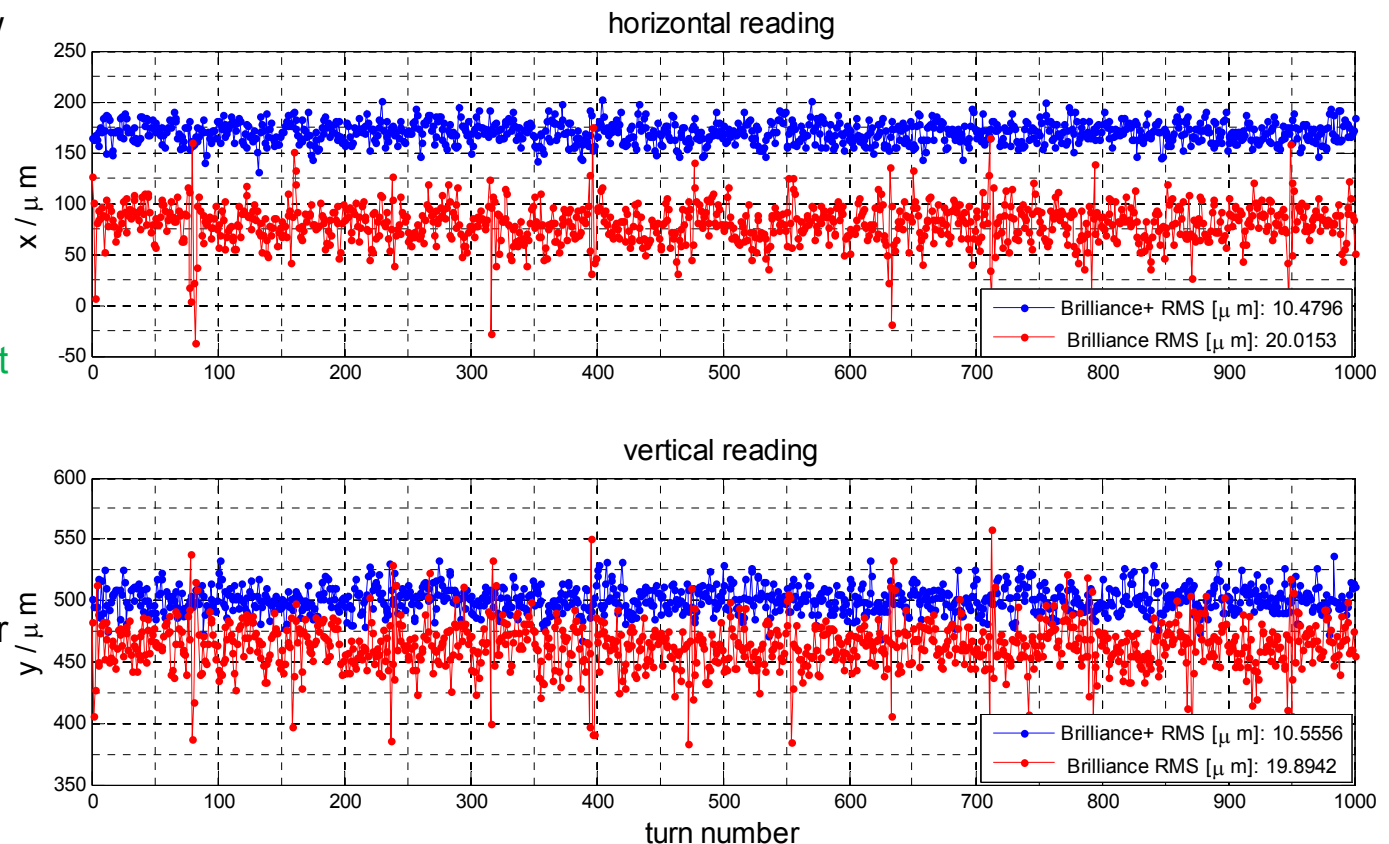 horizontal reading
250
200
150
100
50
0
-50
x / μ m
0 100 200 300 400 500 600 700 800 900 1000
Brilliance+ RMS [μ m]: 10.4796
Brilliance RMS [μ m]: 20.0153
t
vertical reading
600
550
500
450
400
350
r
y / μ m
0 100 200 300 400 500 600 700 800 900 1000
Brilliance+ RMS [μ m]: 10.5556
Brilliance RMS [μ m]: 19.8942
turn number